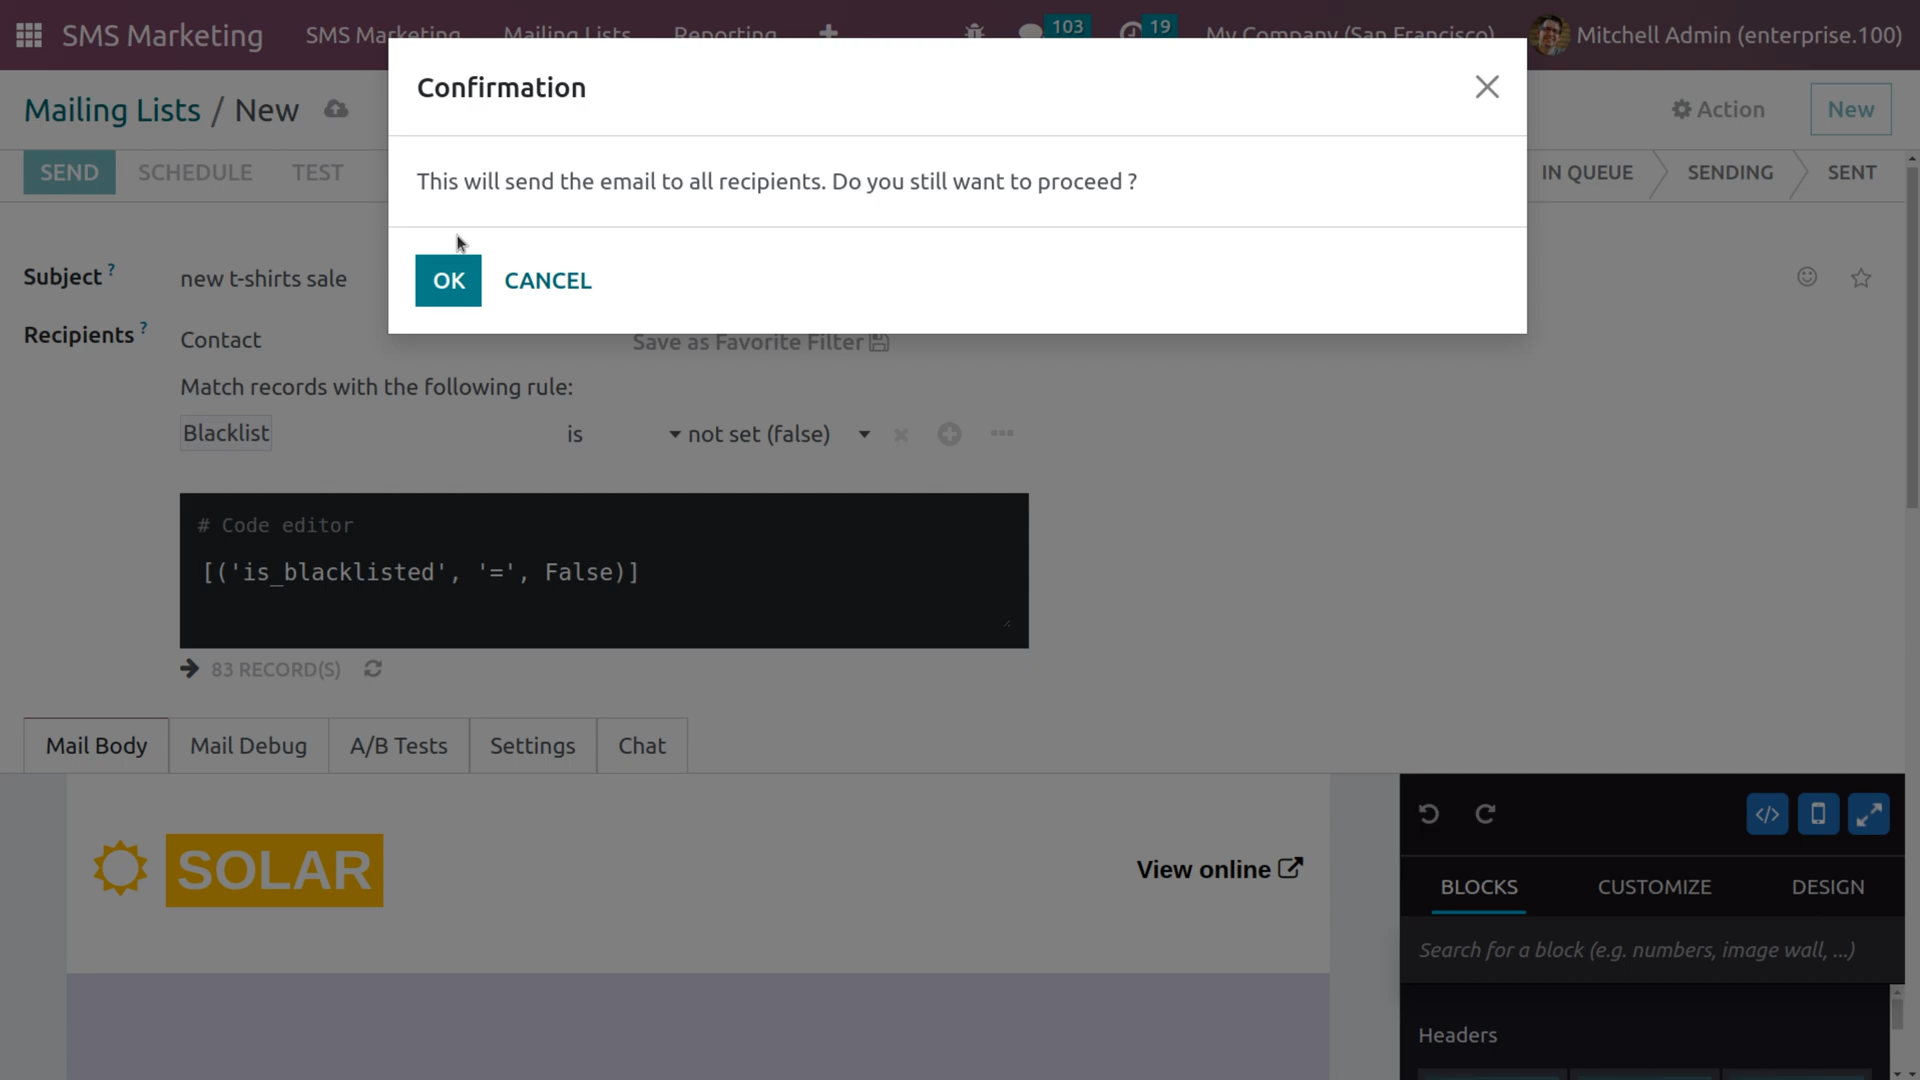 SMS Marketing SMS Marketing Mailing Lists Reporting 103 19 My Company (San Francisco) Mitchell Admin (enterprise.100)
Confirmation
Mailing Lists / New Action New
SEND SCHEDULE TEST IN QUEUE SENDING SENT
This will send the email to all recipients. Do you still want to proceed ?
OK CANCEL
Subject ? new t-shirts sale
Recipients ? Contact Save as Favorite Filter
Match records with the following rule:
Blacklist is not set (false)
# Code editor
[('is_blacklisted', '=', False)]
83 RECORD(S)
Mail Body Mail Debug A/B Tests Settings Chat
SOLAR View online
BLOCKS CUSTOMIZE DESIGN
Search for a block (e.g. numbers, image wall, ...)
Headers